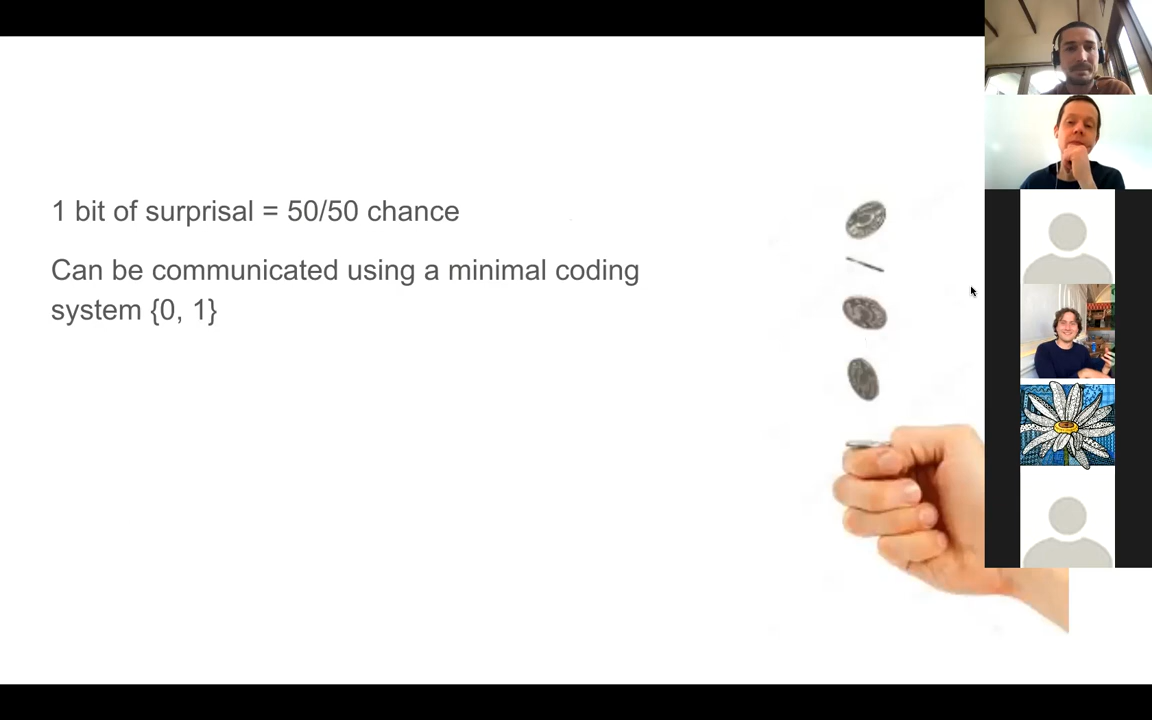 1 bit of surprisal = 50/50 chance
Can be communicated using a minimal coding
system {0, 1}